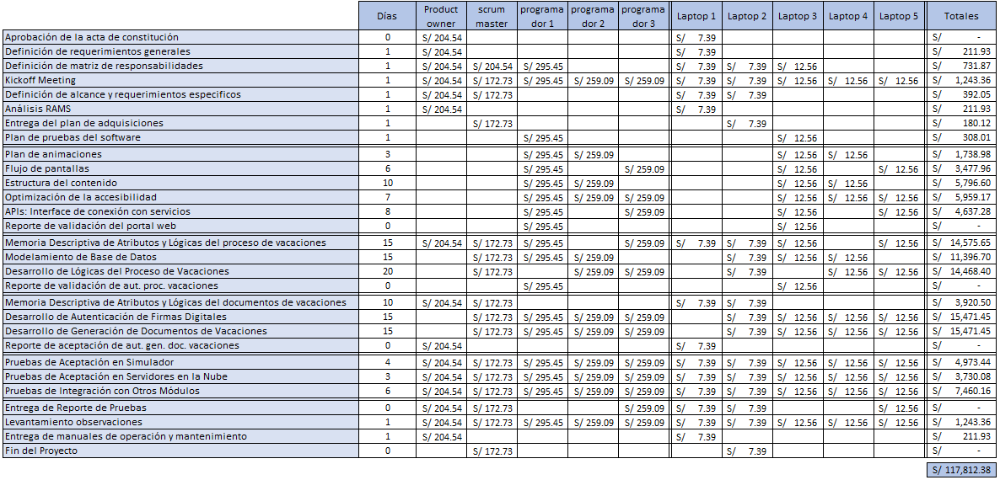 Días Product owner scrum master programa dor 1 programa dor 2 programa dor 3 Laptop 1 Laptop 2 Laptop 3 Laptop 4 Laptop 5 Totales
Aprobación de la acta de constitución 0 S/ 204.54 S/ 7.39 S/ -
Definición de requerimientos generales 1 S/ 204.54 S/ 7.39 S/ 211.93
Definición de matriz de responsabilidades 1 S/ 204.54 S/ 204.54 S/ 295.45 S/ 7.39 S/ 7.39 S/ 12.56 S/ 731.87
Kickoff Meeting 1 S/ 204.54 S/ 172.73 S/ 295.45 S/ 259.09 S/ 259.09 S/ 7.39 S/ 7.39 S/ 12.56 S/ 12.56 S/ 12.56 S/ 1,243.36
Definición de alcance y requerimientos especificos 1 S/ 204.54 S/ 172.73 S/ 7.39 S/ 7.39 S/ 392.05
Análisis RAMS 1 S/ 204.54 S/ 7.39 S/ 211.93
Entrega del plan de adquisiciones 1 S/ 172.73 S/ 7.39 S/ 180.12
Plan de pruebas del software 1 S/ 295.45 S/ 12.56 S/ 308.01
Plan de animaciones 3 S/ 295.45 S/ 259.09 S/ 12.56 S/ 12.56 S/ 1,738.98
Flujo de pantallas 6 S/ 295.45 S/ 259.09 S/ 12.56 S/ 12.56 S/ 3,477.96
Estructura del contenido 10 S/ 295.45 S/ 259.09 S/ 12.56 S/ 12.56 S/ 5,796.60
Optimización de la accesibilidad 7 S/ 295.45 S/ 259.09 S/ 259.09 S/ 12.56 S/ 12.56 S/ 12.56 S/ 5,959.17
APIs: Interface de conexión con servicios 8 S/ 295.45 S/ 259.09 S/ 12.56 S/ 12.56 S/ 4,637.28
Reporte de validación del portal web 0 S/ 295.45 S/ 12.56 S/ -
Memoria Descriptiva de Atributos y Lógicas del proceso de vacaciones 15 S/ 204.54 S/ 172.73 S/ 295.45 S/ 259.09 S/ 7.39 S/ 7.39 S/ 12.56 S/ 12.56 S/ 14,575.65
Modelamiento de Base de Datos 15 S/ 172.73 S/ 295.45 S/ 259.09 S/ 7.39 S/ 12.56 S/ 12.56 S/ 11,396.70
Desarrollo de Lógicas del Proceso de Vacaciones 20 S/ 172.73 S/ 259.09 S/ 259.09 S/ 7.39 S/ 12.56 S/ 12.56 S/ 14,468.40
Reporte de validación de aut. proc. vacaciones 0 S/ 295.45 S/ 12.56 S/ -
Memoria Descriptiva de Atributos y Lógicas del documentos de vacaciones 10 S/ 204.54 S/ 172.73 S/ 7.39 S/ 7.39 S/ 3,920.50
Desarrollo de Autenticación de Firmas Digitales 15 S/ 172.73 S/ 295.45 S/ 259.09 S/ 259.09 S/ 7.39 S/ 12.56 S/ 12.56 S/ 12.56 S/ 15,471.45
Desarrollo de Generación de Documentos de Vacaciones 15 S/ 172.73 S/ 295.45 S/ 259.09 S/ 259.09 S/ 7.39 S/ 12.56 S/ 12.56 S/ 12.56 S/ 15,471.45
Reporte de aceptación de aut. gen. doc. vacaciones 0 S/ 204.54 S/ 7.39 S/ -
Pruebas de Aceptación en Simulador 4 S/ 204.54 S/ 172.73 S/ 295.45 S/ 259.09 S/ 259.09 S/ 7.39 S/ 7.39 S/ 12.56 S/ 12.56 S/ 12.56 S/ 4,973.44
Pruebas de Aceptación en Servidores en la Nube 3 S/ 204.54 S/ 172.73 S/ 295.45 S/ 259.09 S/ 259.09 S/ 7.39 S/ 7.39 S/ 12.56 S/ 12.56 S/ 12.56 S/ 3,730.08
Pruebas de Integración con Otros Módulos 6 S/ 204.54 S/ 172.73 S/ 295.45 S/ 259.09 S/ 259.09 S/ 7.39 S/ 7.39 S/ 12.56 S/ 12.56 S/ 12.56 S/ 7,460.16
Entrega de Reporte de Pruebas 0 S/ 204.54 S/ 172.73 S/ 259.09 S/ 7.39 S/ 7.39 S/ 12.56 S/ -
Levantamiento observaciones 1 S/ 204.54 S/ 172.73 S/ 295.45 S/ 259.09 S/ 259.09 S/ 7.39 S/ 7.39 S/ 12.56 S/ 12.56 S/ 12.56 S/ 1,243.36
Entrega de manuales de operación y mantenimiento 1 S/ 204.54 S/ 7.39 S/ 211.93
Fin del Proyecto 0 S/ 172.73 S/ 7.39 S/ -
S/ 117,812.38